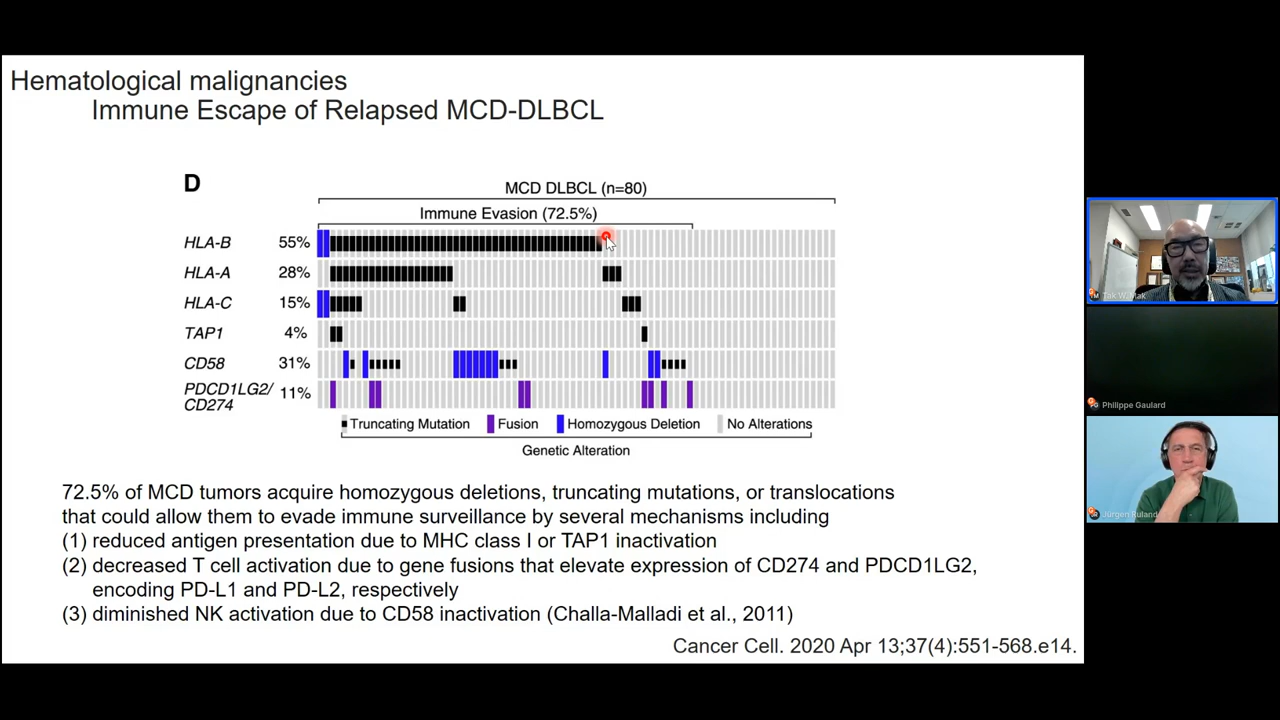 Hematological malignancies
Immune Escape of Relapsed MCD-DLBCL
D
MCD DLBCL (n=80)
Immune Evasion (72.5%)
HLA-B 55%
HLA-A 28%
HLA-C 15%
TAP1 4%
CD58 31%
PDCD1LG2/
CD274 11%
Truncating Mutation Fusion Homozygous Deletion No Alterations
Genetic Alteration
72.5% of MCD tumors acquire homozygous deletions, truncating mutations, or translocations
that could allow them to evade immune surveillance by several mechanisms including
(1) reduced antigen presentation due to MHC class I or TAP1 inactivation
(2) decreased T cell activation due to gene fusions that elevate expression of CD274 and PDCD1LG2,
encoding PD-L1 and PD-L2, respectively
(3) diminished NK activation due to CD58 inactivation (Challa-Malladi et al., 2011)
Cancer Cell. 2020 Apr 13;37(4):551-568.e14.
Tak W. Mak
Philippe Gaulard
Jürgen Ruland